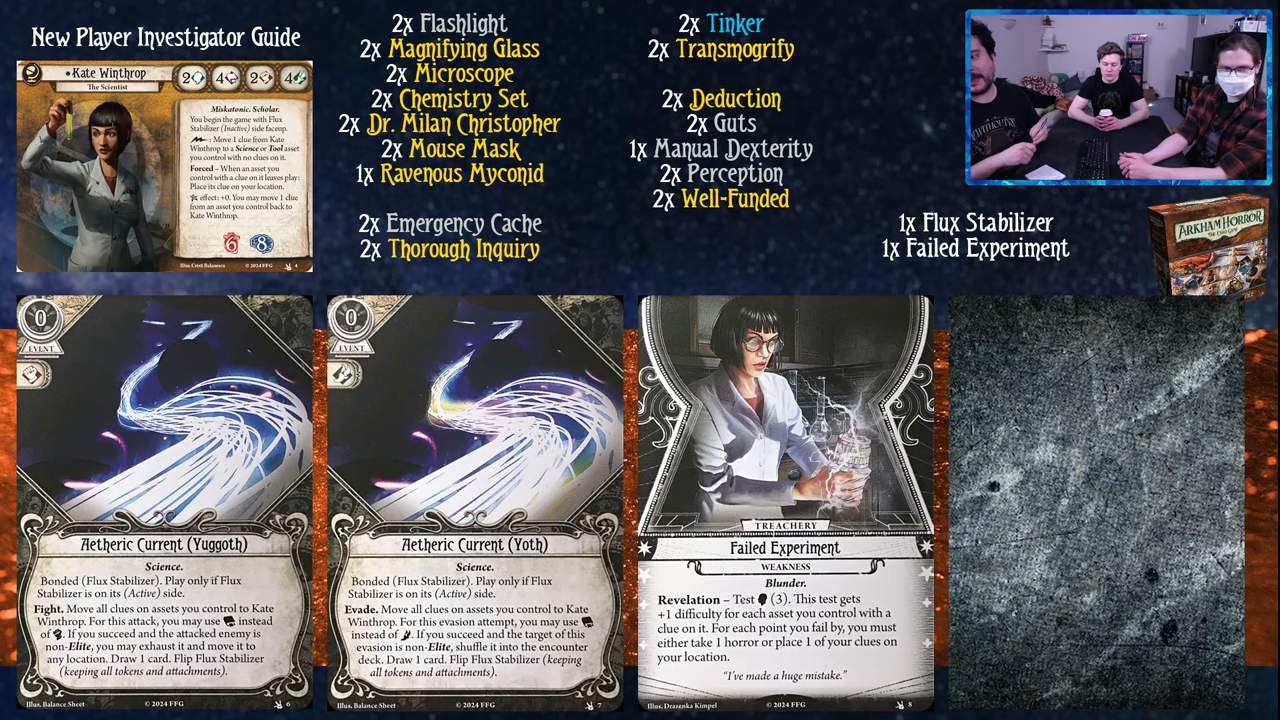 New Player Investigator Guide
Kate Winthrop
The Scientist
2 4 2 4
Miskatonic. Scholar.
You begin the game with Flux
Stabilizer (Inactive) side faceup.
: Move 1 clue from Kate
Winthrop to a Science or Tool asset
you control with no clues on it.
Forced – When an asset you
control with a clue on it leaves play:
Place its clue on your location.
effect: +0. You may move 1 clue
from an asset you control back to
Kate Winthrop.
6 8
Illus. Cristi Balanescu
© 2024 FFG
4
2x Flashlight
2x Magnifying Glass
2x Microscope
2x Chemistry Set
2x Dr. Milan Christopher
2x Mouse Mask
1x Ravenous Myconid
2x Emergency Cache
2x Thorough Inquiry
2x Tinker
2x Transmogrify
2x Deduction
2x Guts
1x Manual Dexterity
2x Perception
2x Well-Funded
1x Flux Stabilizer
1x Failed Experiment
ARKHAM HORROR
THE CARD GAME
0
EVENT
Aetheric Current (Yuggoth)
Science.
Bonded (Flux Stabilizer). Play only if Flux
Stabilizer is on its (Active) side.
Fight. Move all clues on assets you control to Kate
Winthrop. For this attack, you may use instead
of . If you succeed and the attacked enemy is
non-Elite, you may exhaust it and move it to
any location. Draw 1 card. Flip Flux Stabilizer
(keeping all tokens and attachments).
Illus. Balance Sheet
© 2024 FFG
6
0
EVENT
Aetheric Current (Yoth)
Science.
Bonded (Flux Stabilizer). Play only if Flux
Stabilizer is on its (Active) side.
Evade. Move all clues on assets you control to Kate
Winthrop. For this evasion attempt, you may use
instead of . If you succeed and the target of this
evasion is non-Elite, shuffle it into the encounter
deck. Draw 1 card. Flip Flux Stabilizer (keeping
all tokens and attachments).
Illus. Balance Sheet
© 2024 FFG
7
TREACHERY
Failed Experiment
WEAKNESS
Blunder.
Revelation – Test (3). This test gets
+1 difficulty for each asset you control with a
clue on it. For each point you fail by, you must
either take 1 horror or place 1 of your clues on
your location.
"I've made a huge mistake."
Illus. Drazenka Kimpel
© 2024 FFG
8